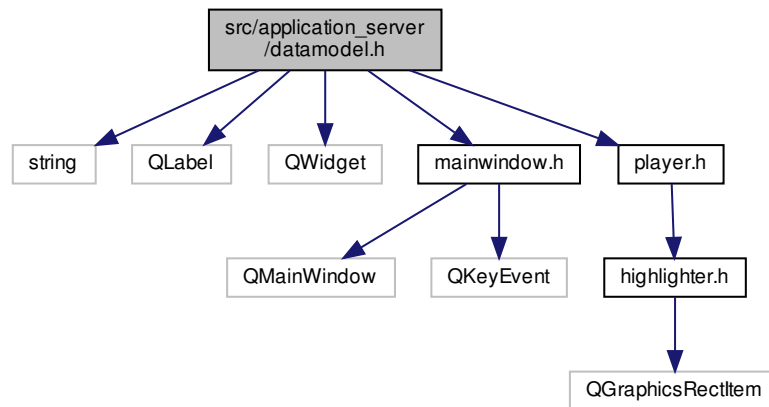 src/application_server
/datamodel.h
string
QLabel
QWidget
mainwindow.h
player.h
QMainWindow
QKeyEvent
highlighter.h
QGraphicsRectItem